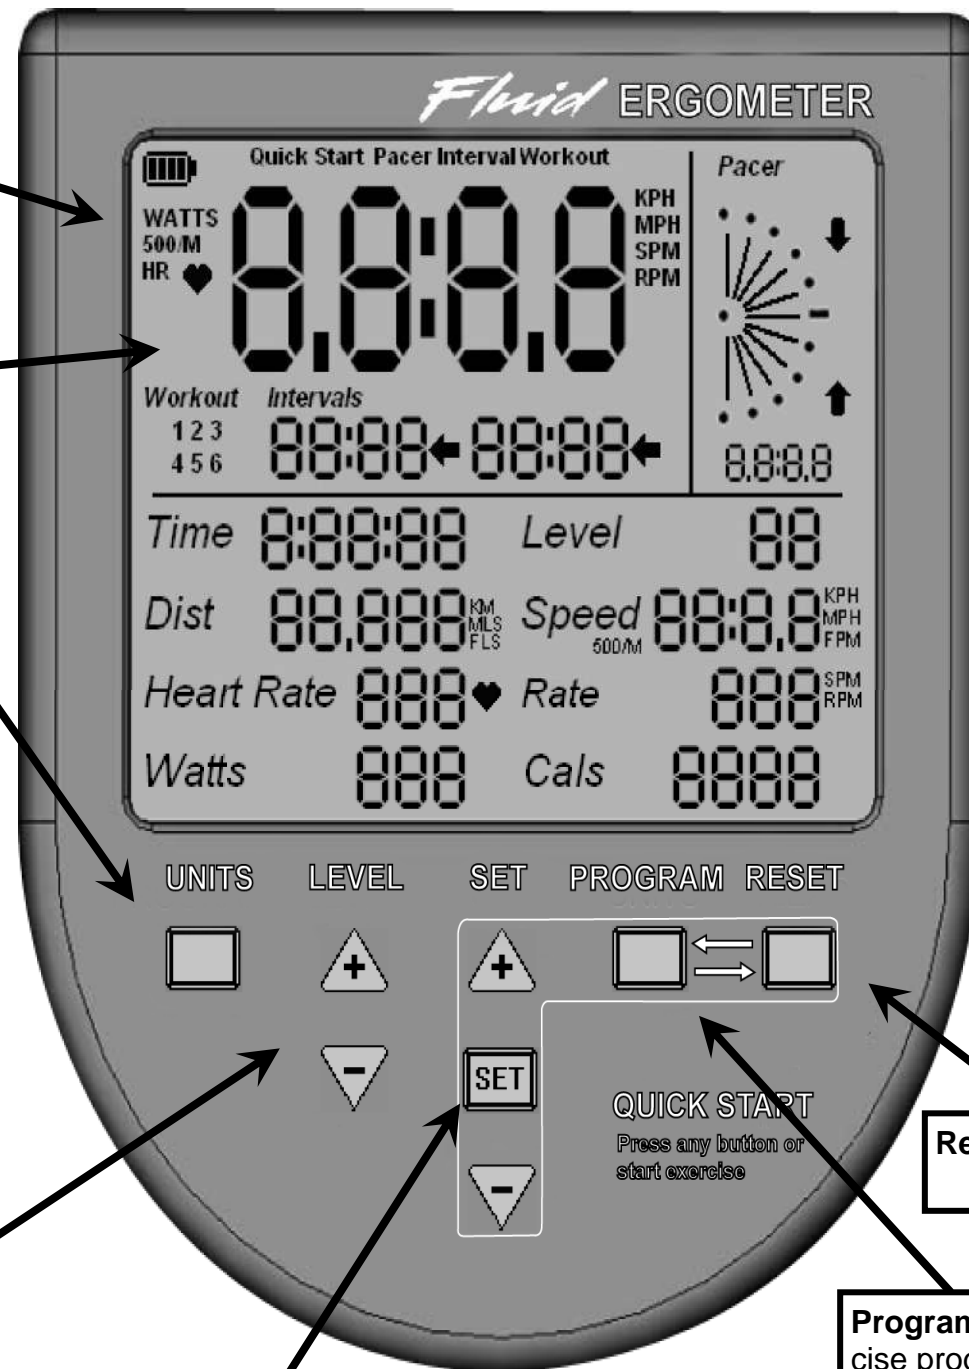 Fluid ERGOMETER
Quick Start Pacer Interval Workout
Pacer
WATTS
500/M
HR
8.8:8.8
KPH
MPH
SPM
RPM
Workout
1 2 3
4 5 6
Intervals
88:88 88:88
8.8:8.8
Time 8:88:88 Level 88
Dist 88.888 KM
MLS
FLS
Speed 500/M 88:8.8 KPH
MPH
FPM
Heart Rate 888 Rate 888 SPM
RPM
Watts 888 Cals 8888
UNITS LEVEL SET PROGRAM RESET
+ +
- SET
-
QUICK START
Press any button or
start exercise
Re
Program
cise proc